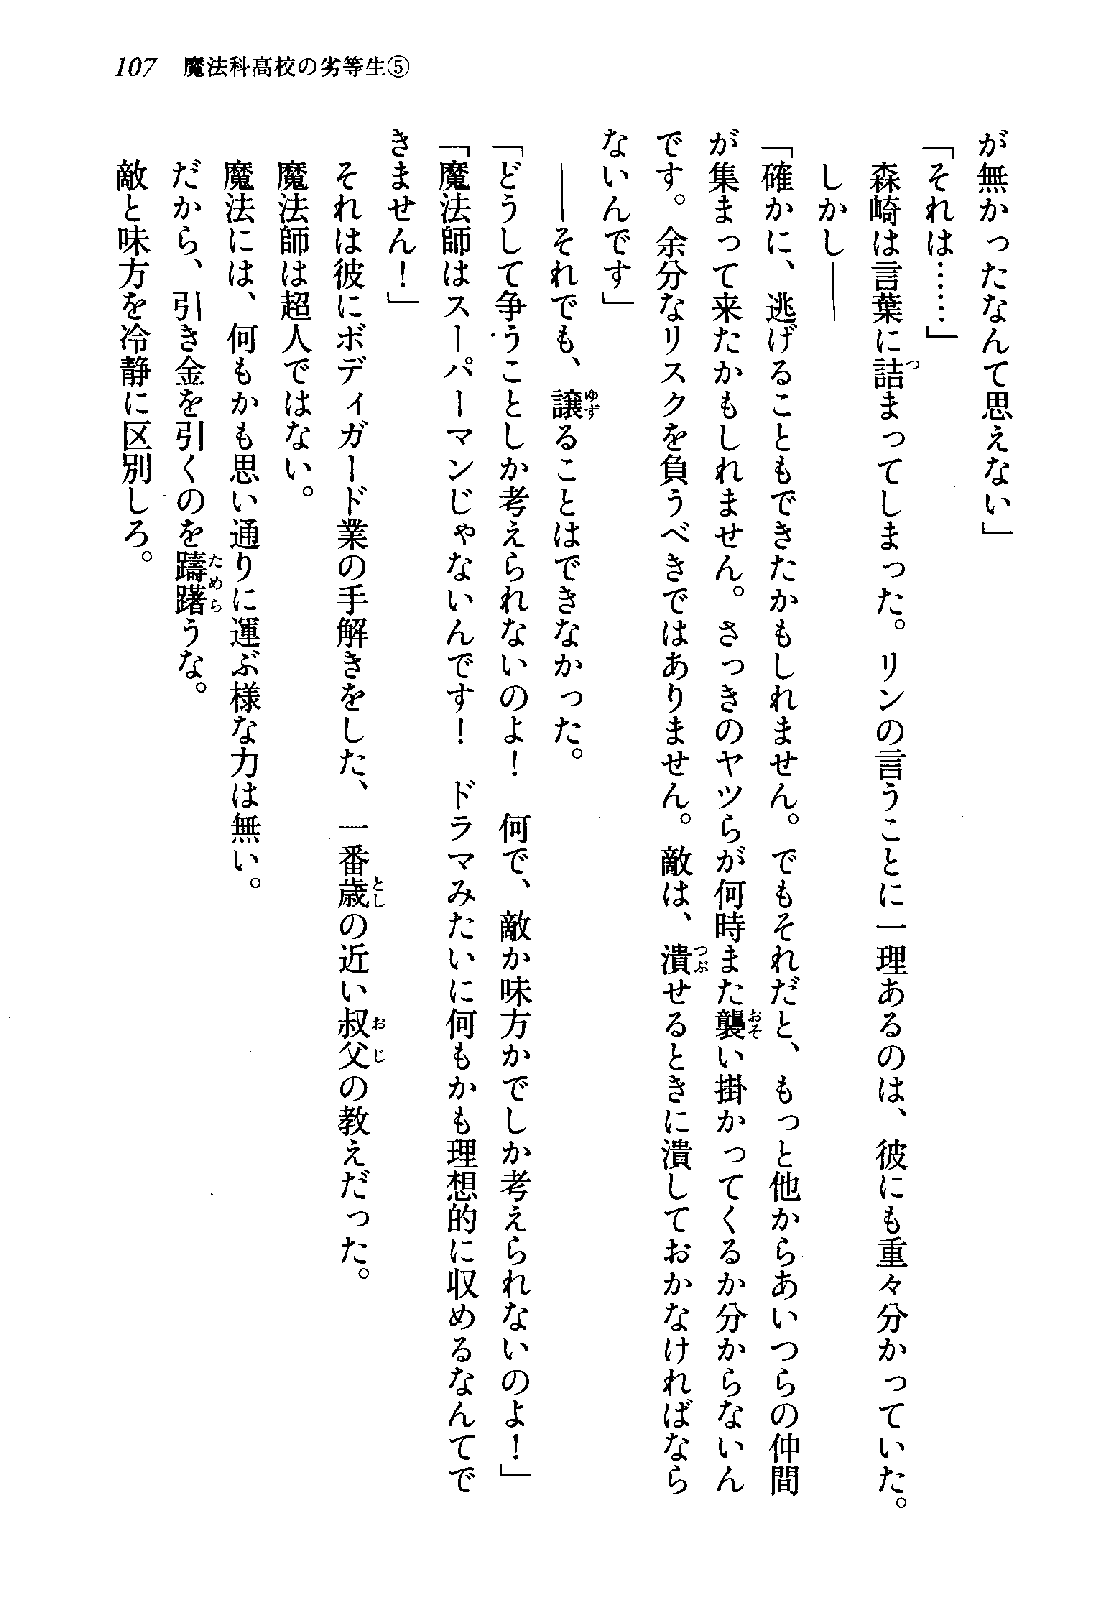 107 魔法科高校の劣等生⑤
が無かったなんて思えない」
「それは……」
森崎は言葉に詰まってしまった。リンの言うことに一理あるのは、彼にも重々分かっていた。
しかし――
「確かに、逃げることもできたかもしれません。でもそれだと、もっと他からあいつらの仲間
が集まって来たかもしれません。さっきのヤツらが何時また襲い掛かってくるか分からないん
です。余分なリスクを負うべきではありません。敵は、潰せるときに潰しておかなければなら
ないんです」
――それでも、譲ることはできなかった。
「どうして争うことしか考えられないのよ！　何で、敵か味方かでしか考えられないのよ！」
「魔法師はスーパーマンじゃないんです！　ドラマみたいに何もかも理想的に収めるなんてで
きません！」
それは彼にボディガード業の手解きをした、一番歳の近い叔父の教えだった。
魔法師は超人ではない。
魔法には、何もかも思い通りに運ぶ様な力は無い。
だから、引き金を引くのを躊躇うな。
敵と味方を冷静に区別しろ。